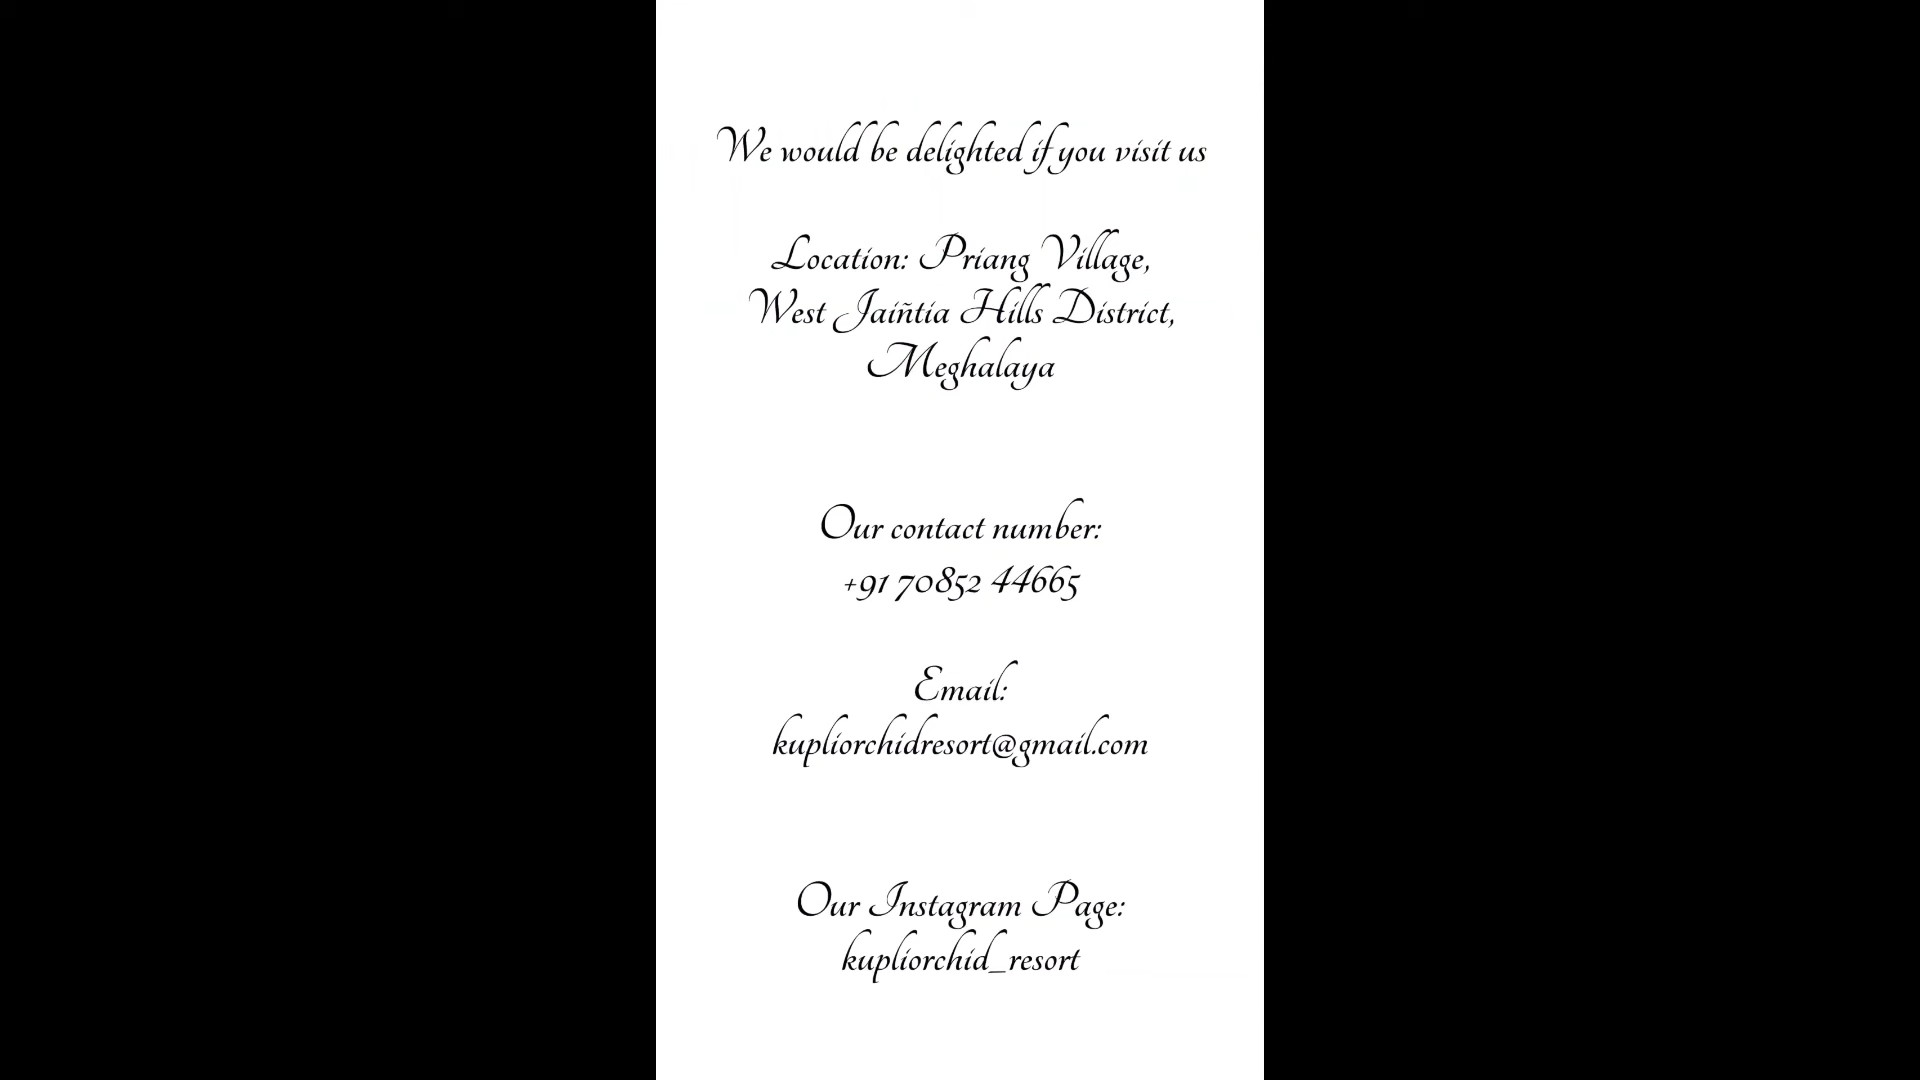 We would be delighted if you visit us
Location: Priang Village,
West Jaiñtia Hills District,
Meghalaya
Our contact number:
+91 70852 44665
Email:
kupliorchidresort@gmail.com
Our Instagram Page:
kupliorchid_resort